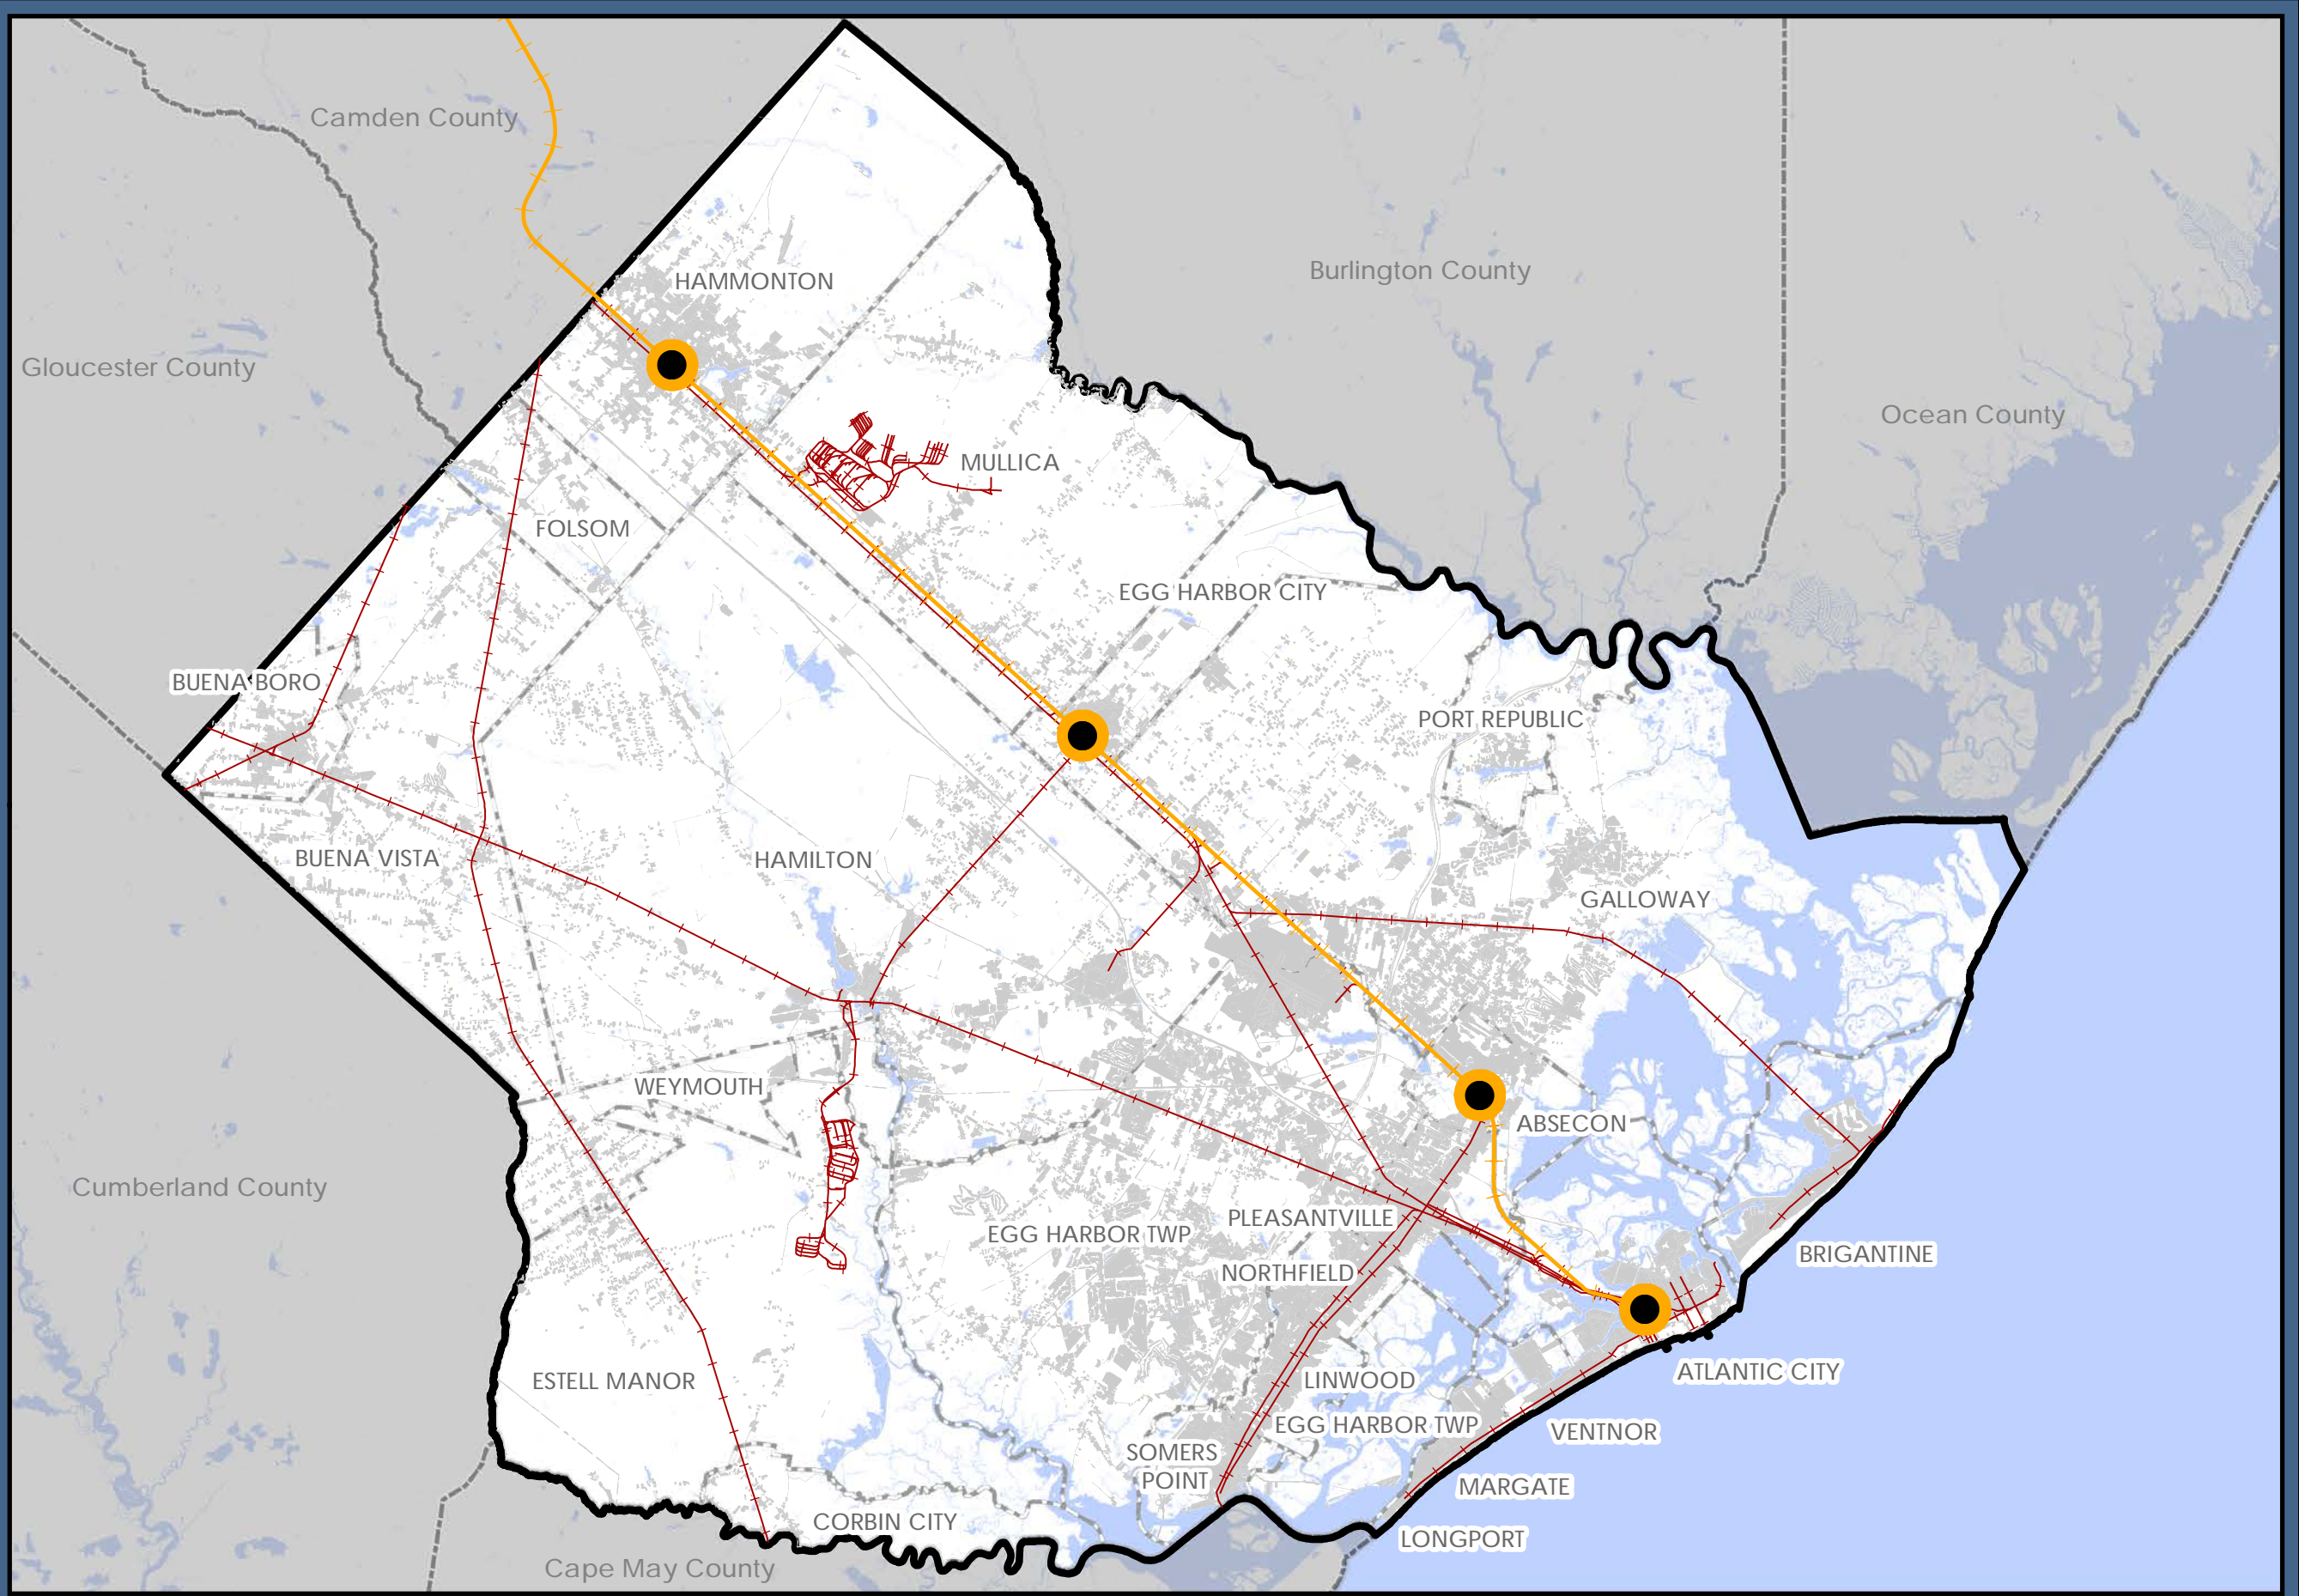 Camden County
HAMMONTON
Burlington County
Gloucester County
Ocean County
MULLICA
FOLSOM
EGG HARBOR CITY
BUENA BORO
PORT REPUBLIC
BUENA VISTA
HAMILTON
GALLOWAY
WEYMOUTH
ABSECON
Cumberland County
PLEASANTVILLE
EGG HARBOR TWP
BRIGANTINE
NORTHFIELD
ATLANTIC CITY
ESTELL MANOR
LINWOOD
EGG HARBOR TWP
VENTNOR
SOMERS
POINT
MARGATE
CORBIN CITY
LONGPORT
Cape May County